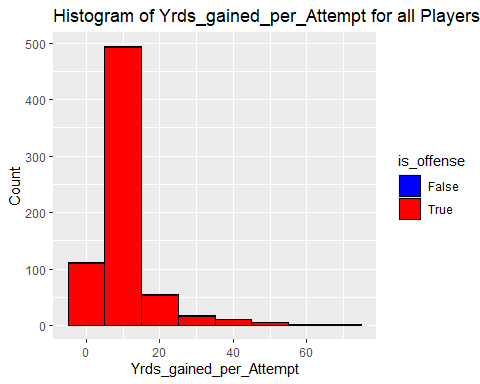 Histogram of Yrds_gained_per_Attempt for all Players
500
400
300
200
100
0
Count
0 20 40 60
Yrds_gained_per_Attempt
is_offense
False
True